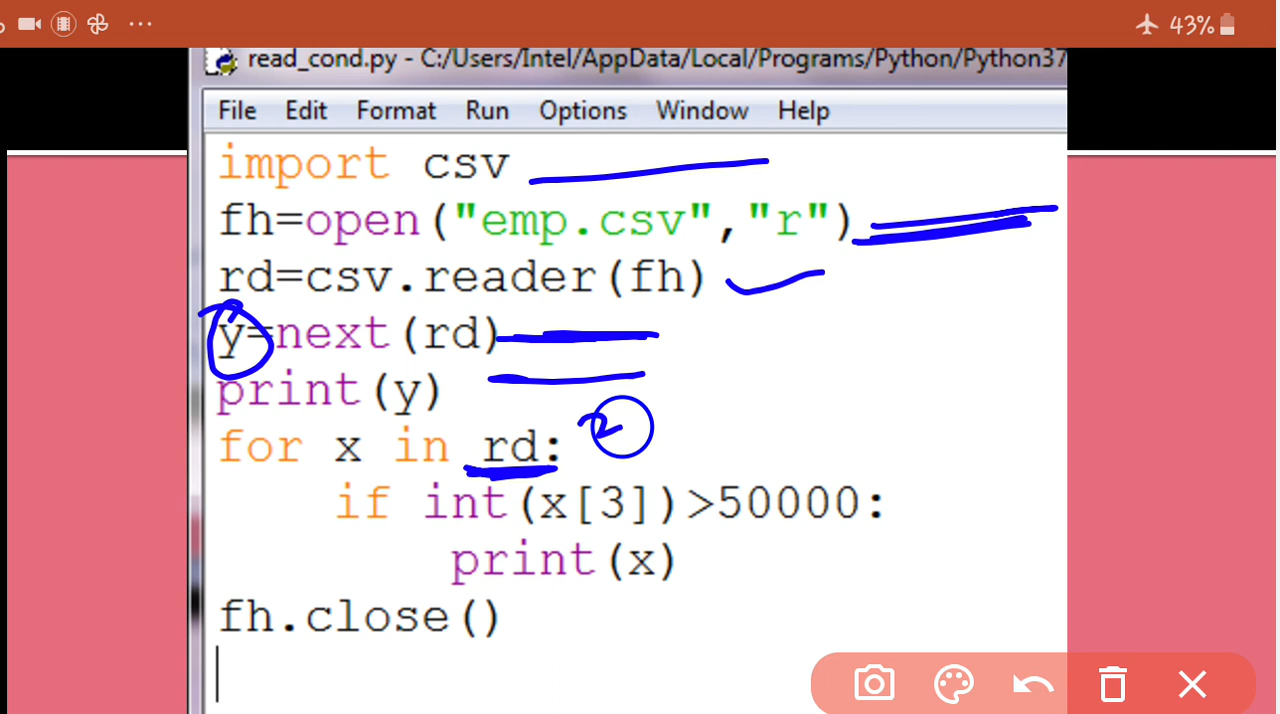 43%
read_cond.py - C:/Users/Intel/AppData/Local/Programs/Python/Python37
File Edit Format Run Options Window Help
import csv
fh=open("emp.csv","r")
rd=csv.reader(fh)
y=next(rd)
print(y)
for x in rd:
    if int(x[3])>50000:
        print(x)
fh.close()